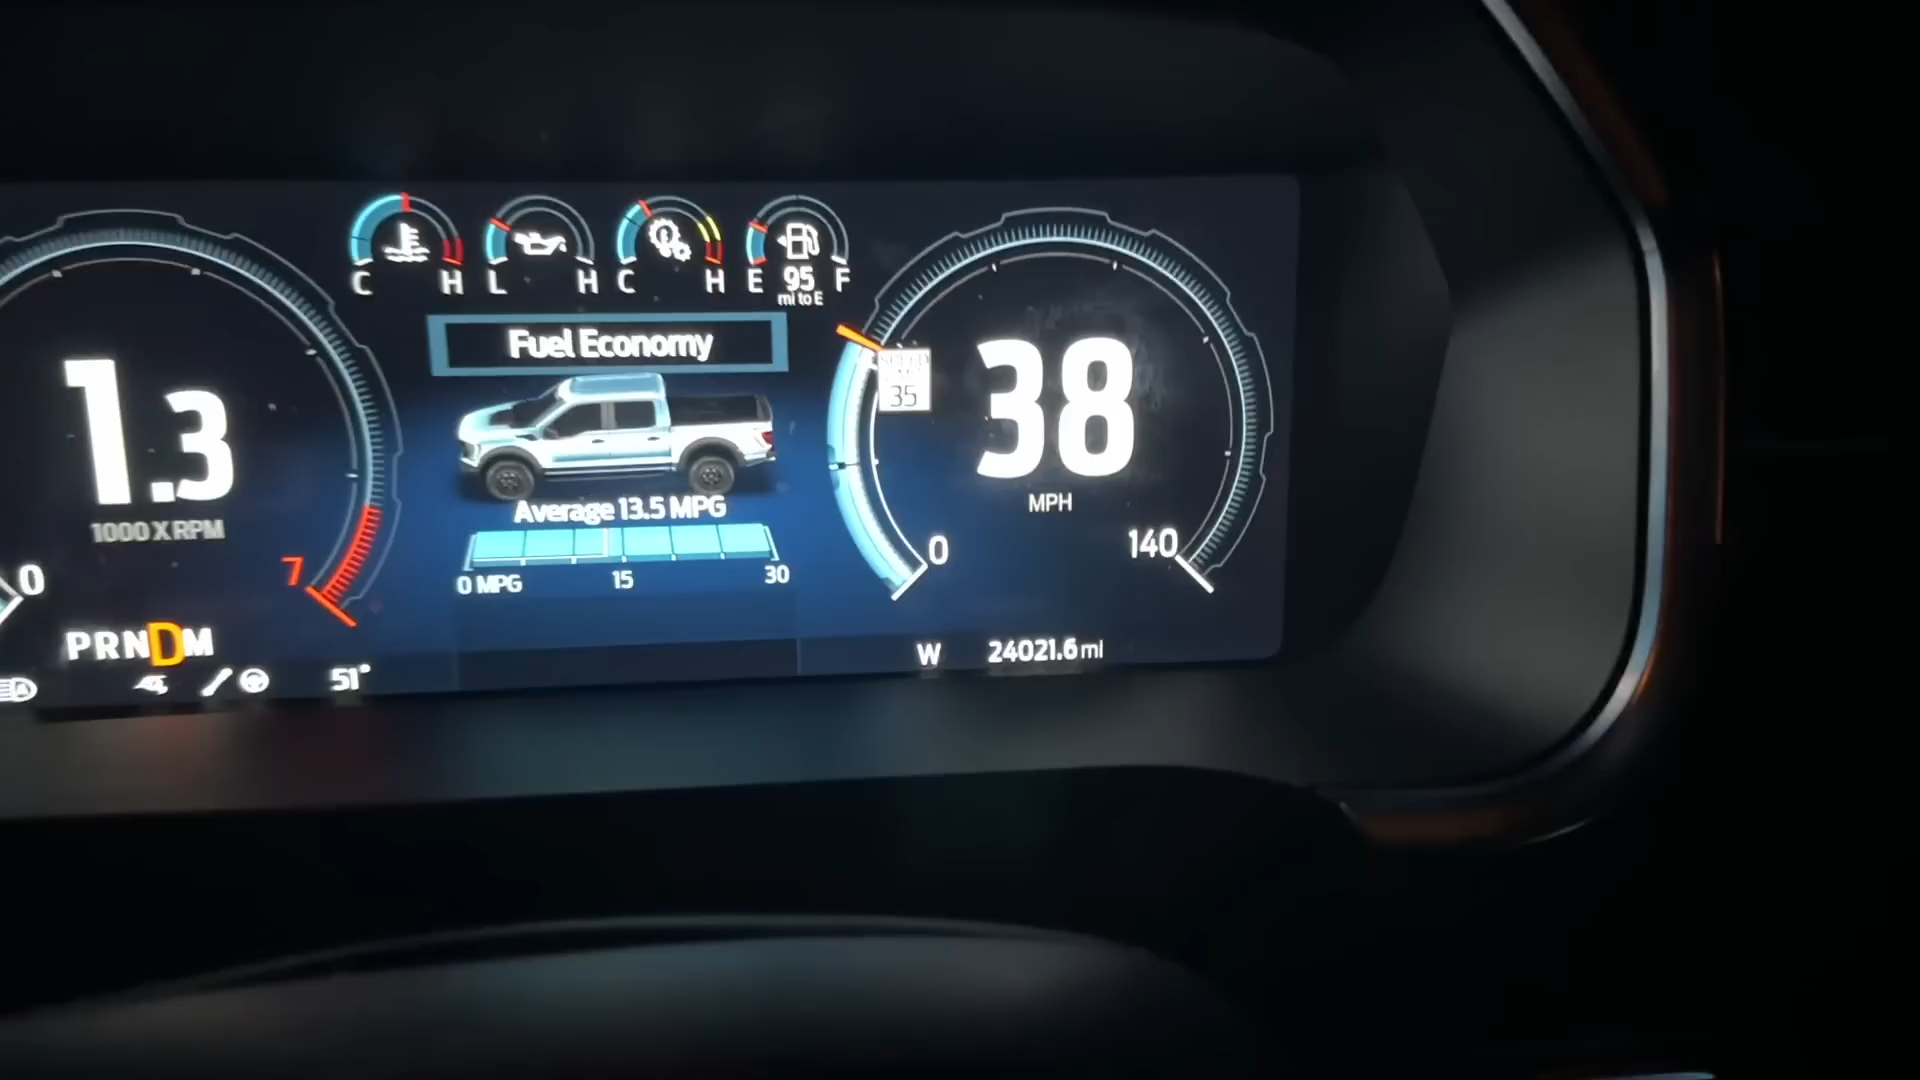 C H
L H
C H
E 95 F
mi to E
Fuel Economy
SPEED
35
1.3
1000 X RPM
38
MPH
Average 13.5 MPG
0 MPG 15 30
0
7
0
140
PRNDM
51°
W
24021.6 mi